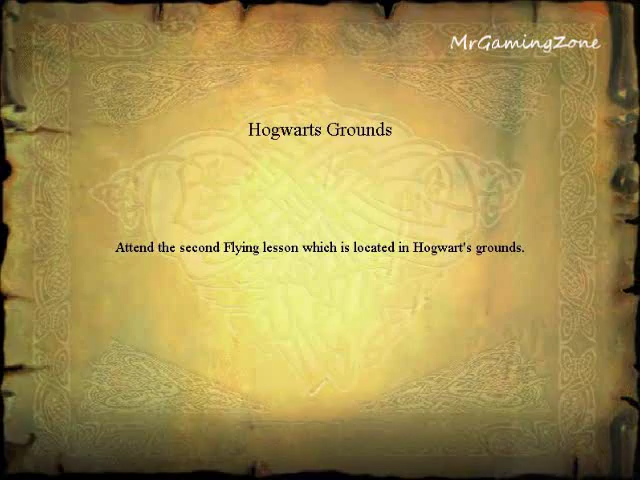 MrGamingZone
Hogwarts Grounds
Attend the second Flying lesson which is located in Hogwart's grounds.